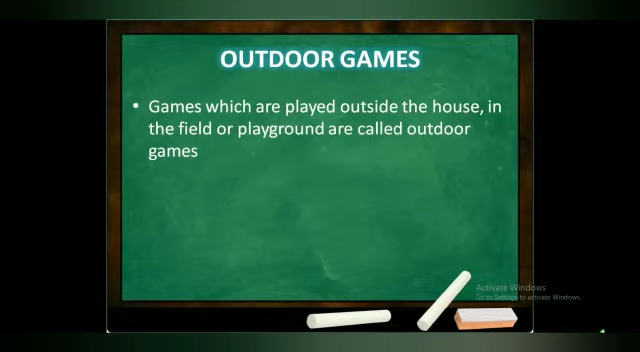 OUTDOOR GAMES
• Games which are played outside the house, in
the field or playground are called outdoor
games
Activate Windows
Go to Settings to activate Windows.